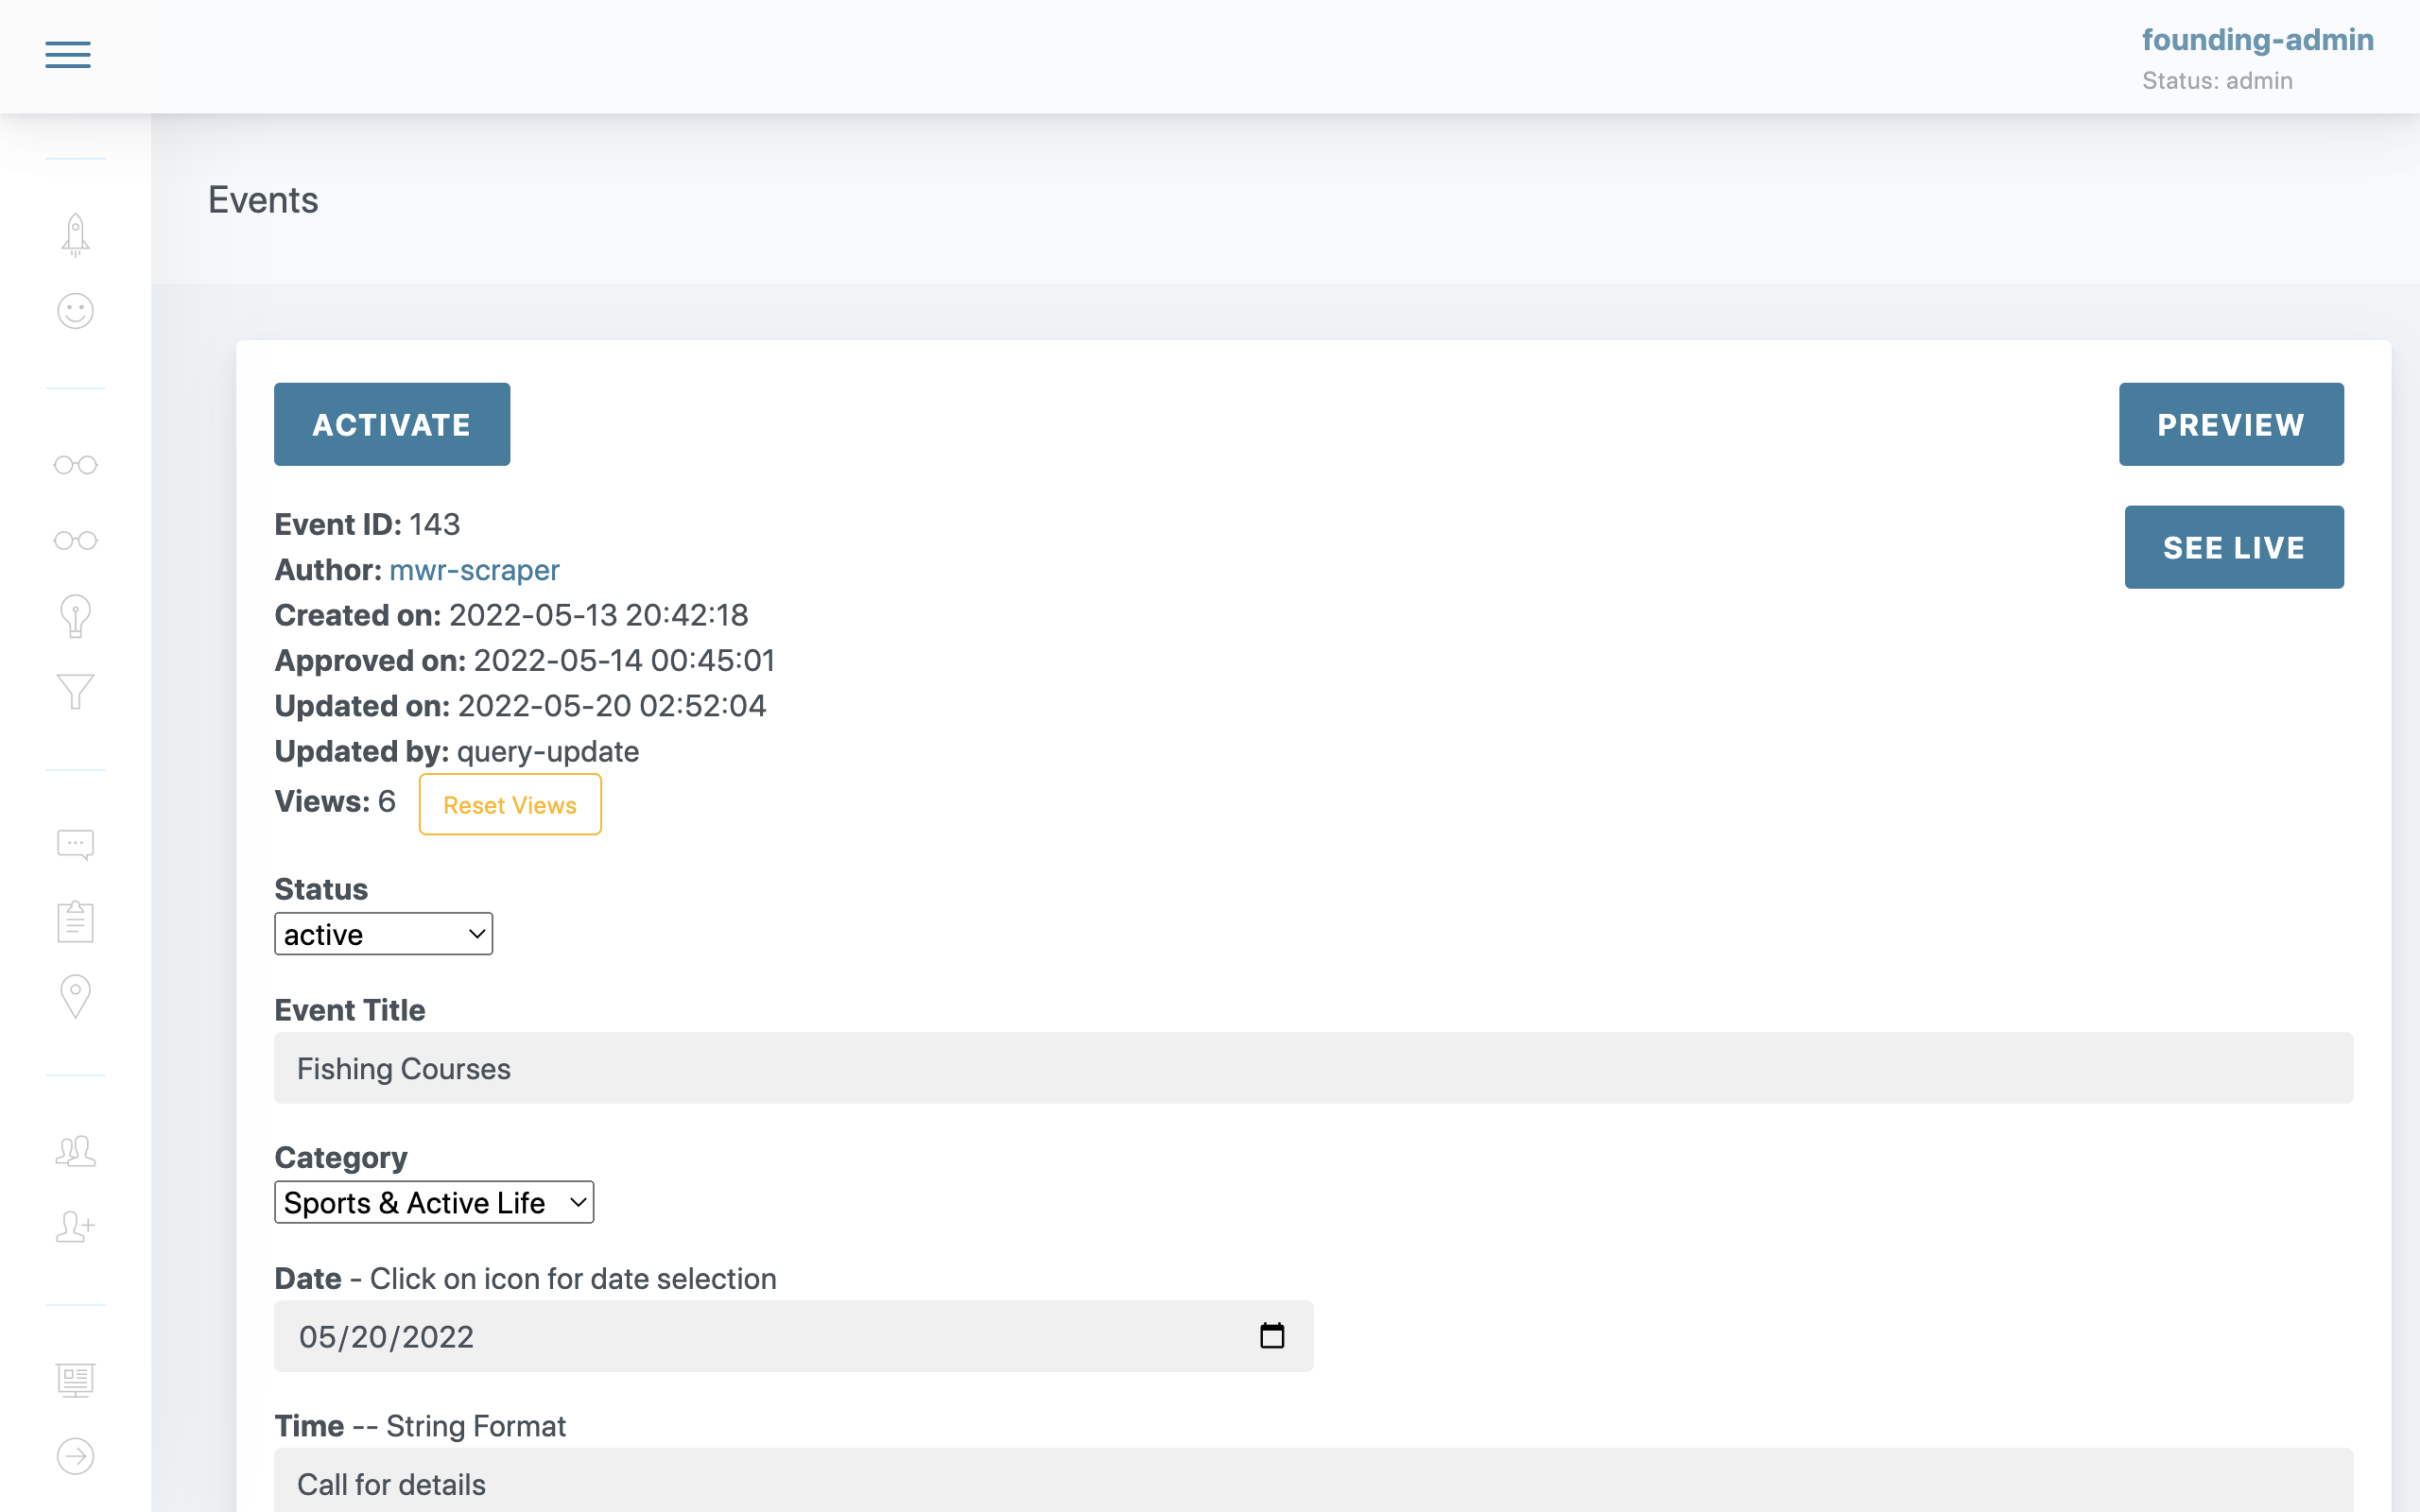 founding-admin
Status: admin
Events
ACTIVATE
PREVIEW
SEE LIVE
Event ID: 143
Author: mwr-scraper
Created on: 2022-05-13 20:42:18
Approved on: 2022-05-14 00:45:01
Updated on: 2022-05-20 02:52:04
Updated by: query-update
Views: 6 Reset Views
Status
active
Event Title
Fishing Courses
Category
Sports & Active Life
Date - Click on icon for date selection
05/20/2022
Time -- String Format
Call for details